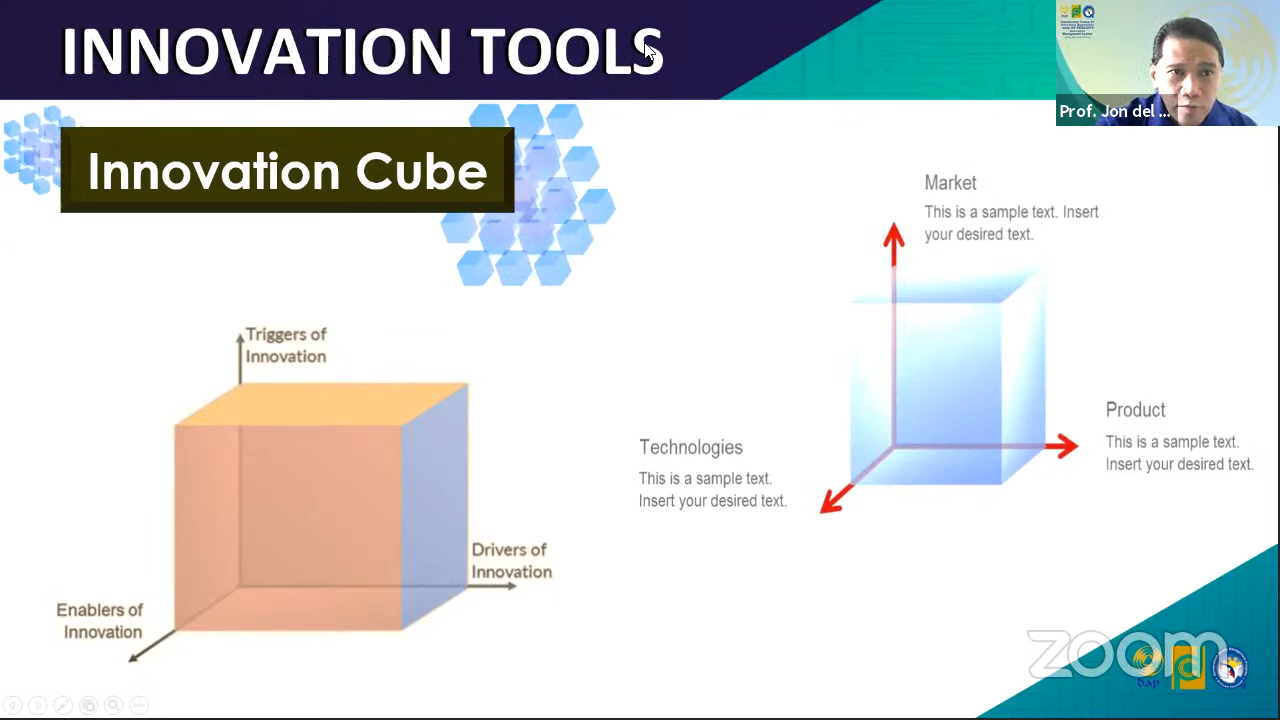 INNOVATION TOOLS
Prof. Jon del ...
Innovation Cube
Market
This is a sample text. Insert
your desired text.
Triggers of
Innovation
Product
This is a sample text.
Insert your desired text.
Technologies
This is a sample text.
Insert your desired text.
Drivers of
Innovation
Enablers of
Innovation
zoom
dap